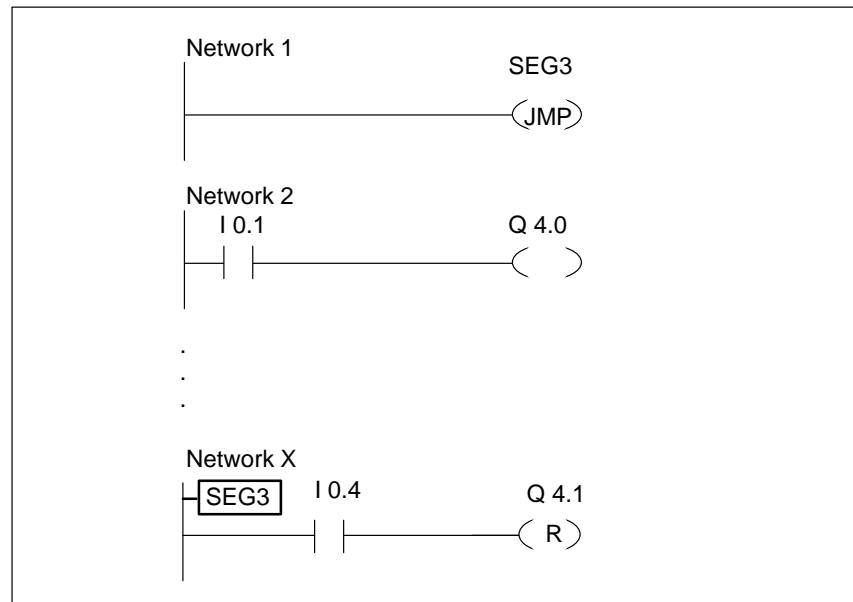 Network 1
SEG3
JMP
Network 2
I 0.1 Q 4.0
.
.
.
Network X
SEG3 I 0.4 Q 4.1
R